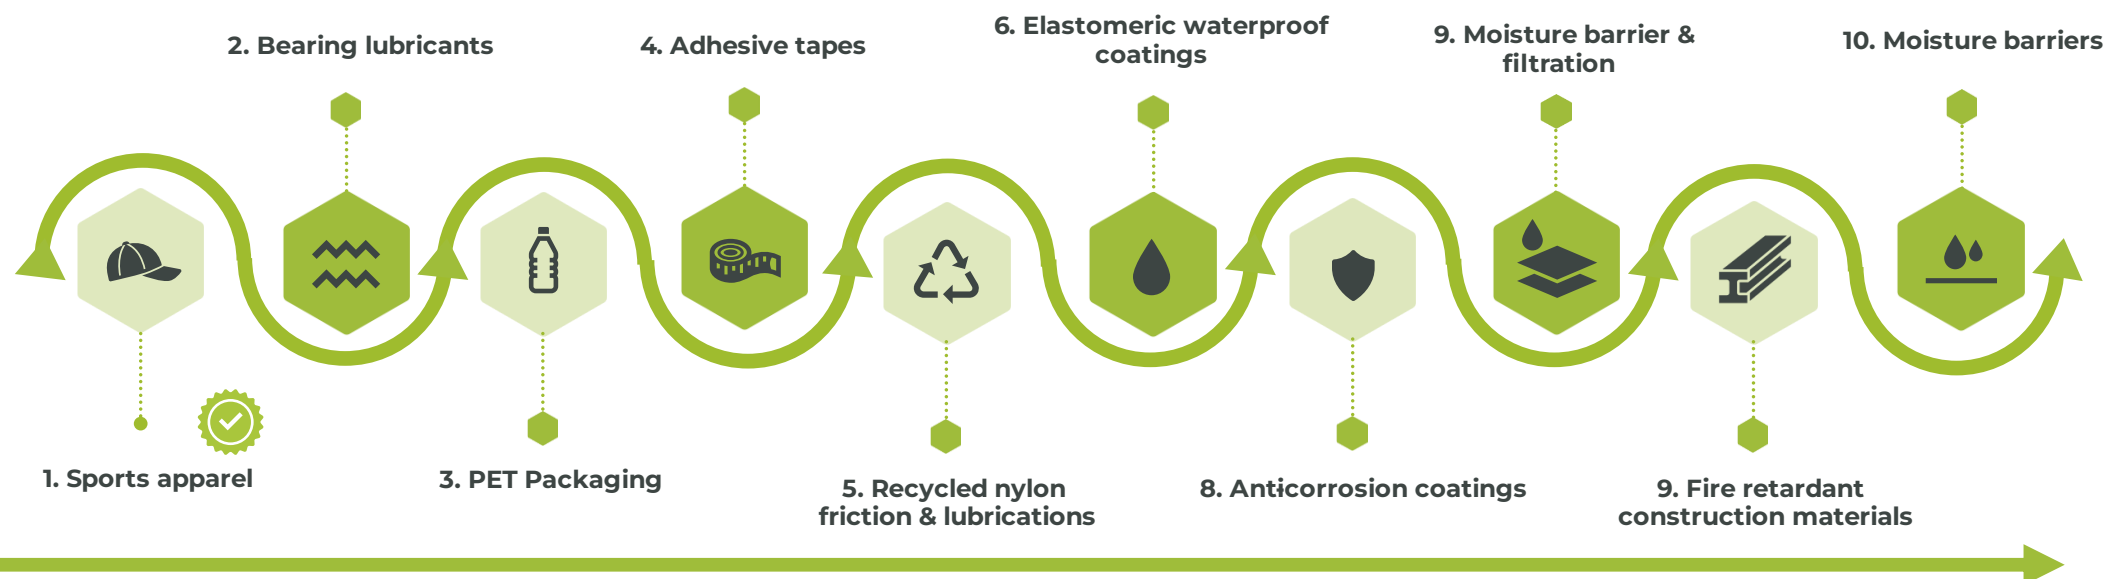 1. Sports apparel
2. Bearing lubricants
3. PET Packaging
4. Adhesive tapes
5. Recycled nylon
friction & lubrications
6. Elastomeric waterproof
coatings
8. Anticorrosion coatings
9. Moisture barrier &
filtration
9. Fire retardant
construction materials
10. Moisture barriers